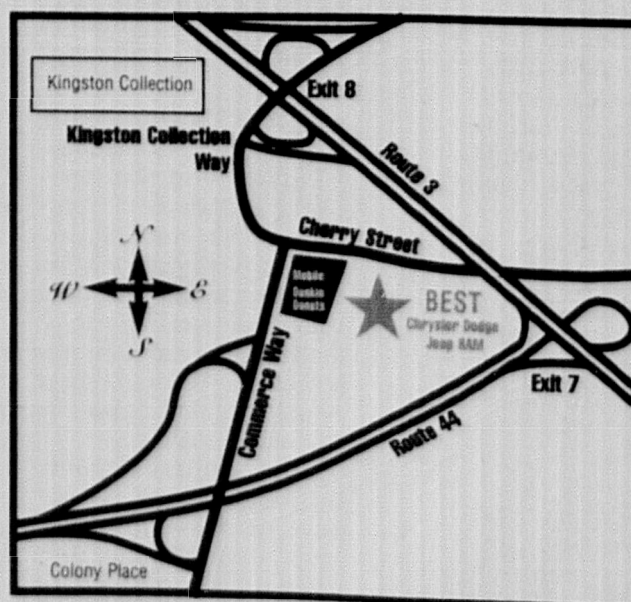 Kingston Collection
Exit 8
Kingston Collection
Way
Route 3
Cherry Street
N
W
E
S
Mobile
Dunkin
Donuts
BEST
Chrysler Dodge
Jeep RAM
Commerce Way
Exit 7
Route 44
Colony Place